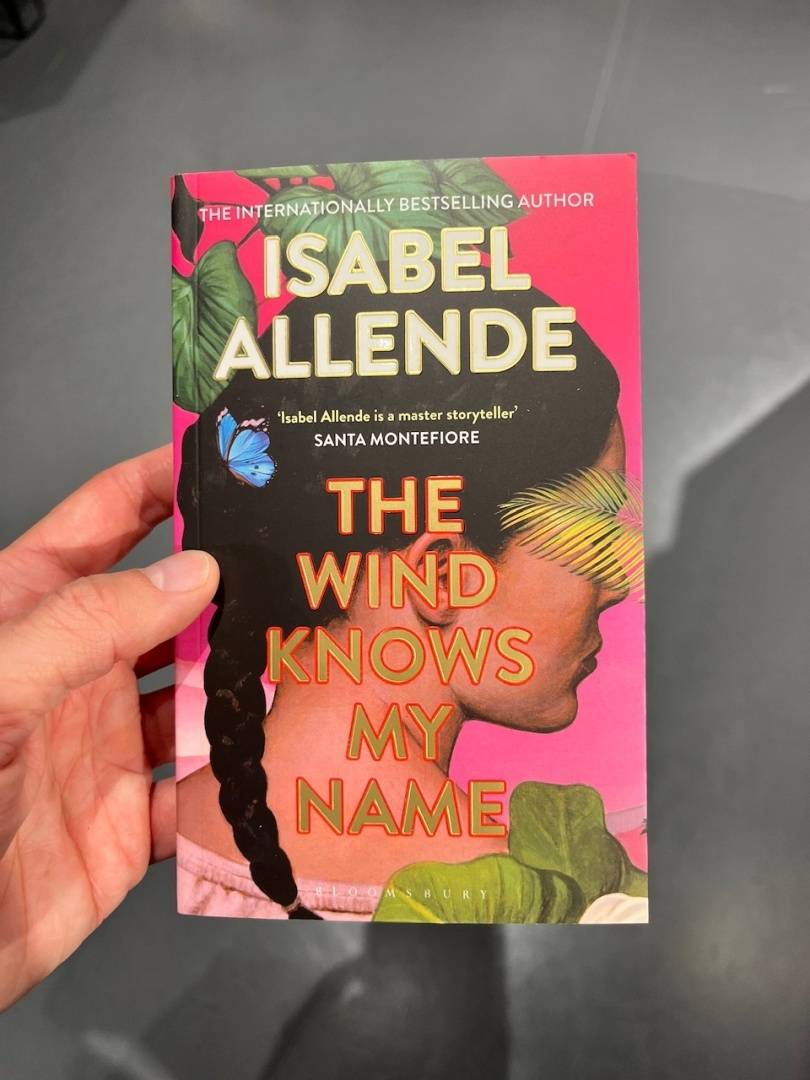 THE INTERNATIONALLY BESTSELLING AUTHOR
ISABEL
ALLENDE
‘Isabel Allende is a master storyteller’
SANTA MONTEFIORE
THE
WIND
KNOWS
MY
NAME
BLOOMSBURY